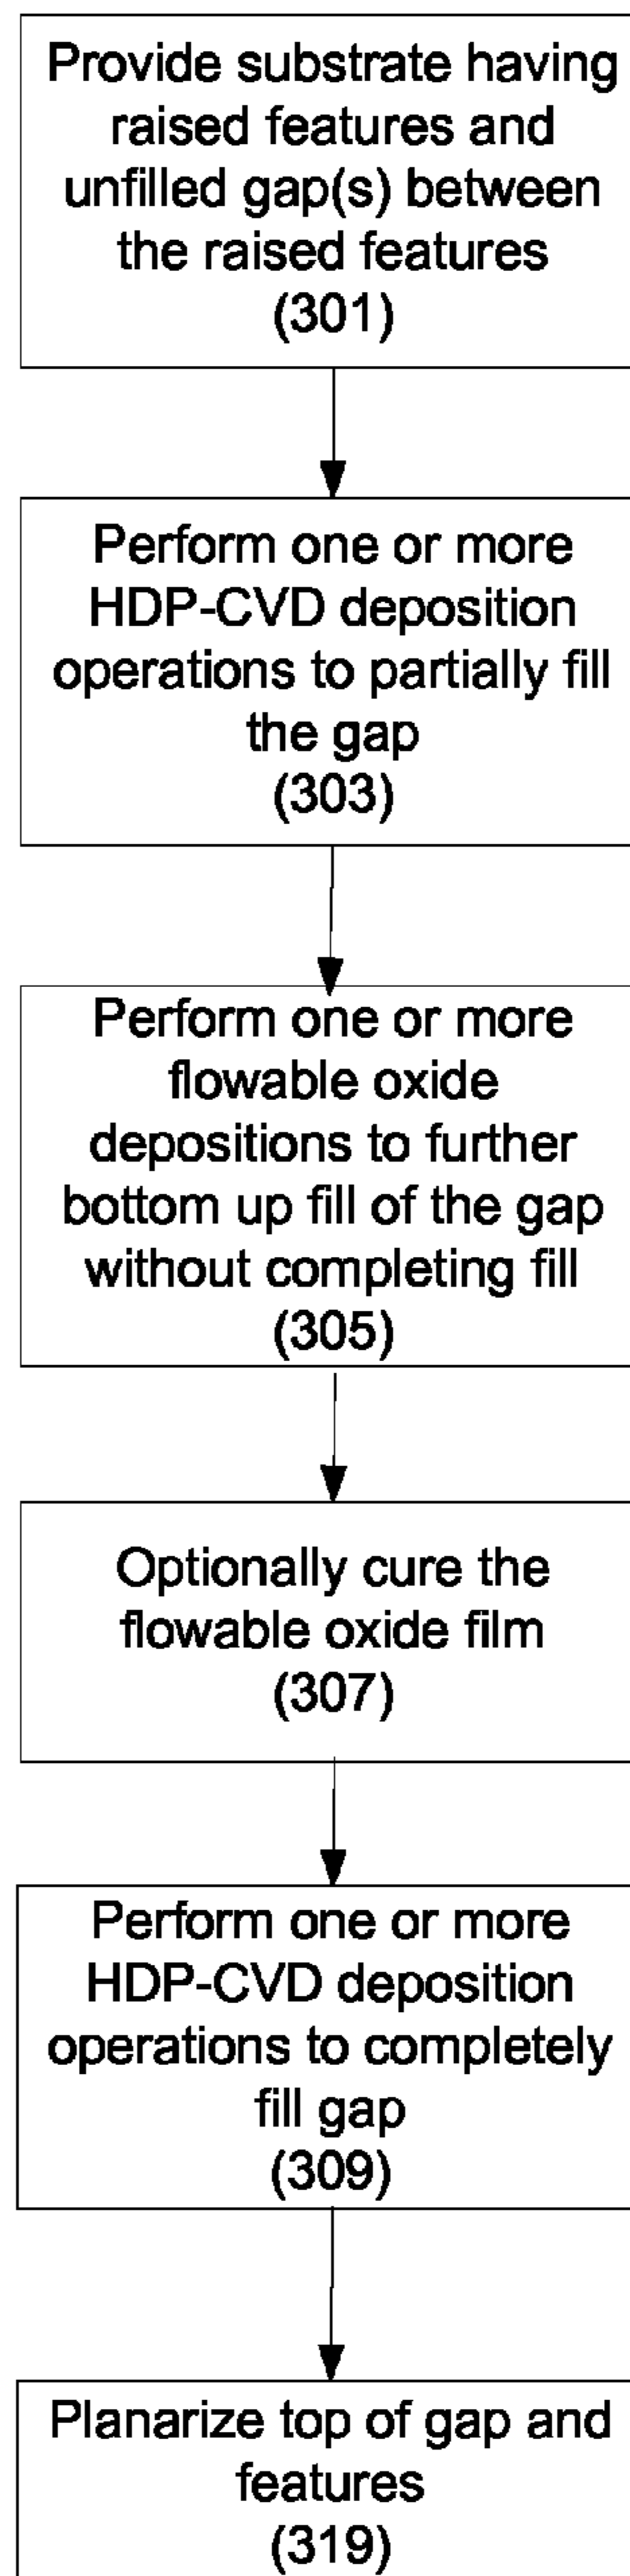 Provide substrate having
raised features and
unfilled gap(s) between
the raised features
(301)
Perform one or more
HDP-CVD deposition
operations to partially fill
the gap
(303)
Perform one or more
flowable oxide
depositions to further
bottom up fill of the gap
without completing fill
(305)
Optionally cure the
flowable oxide film
(307)
Perform one or more
HDP-CVD deposition
operations to completely
fill gap
(309)
Planarize top of gap and
features
(319)